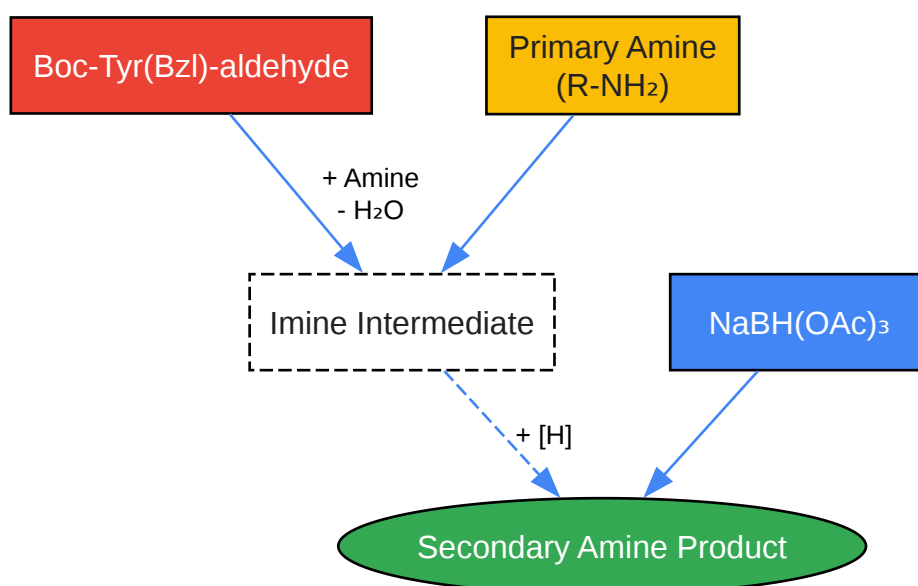 Boc-Tyr(Bzl)-aldehyde
Primary Amine
(R-NH₂)
+ Amine
- H₂O
Imine Intermediate
NaBH(OAc)₃
+ [H]
Secondary Amine Product